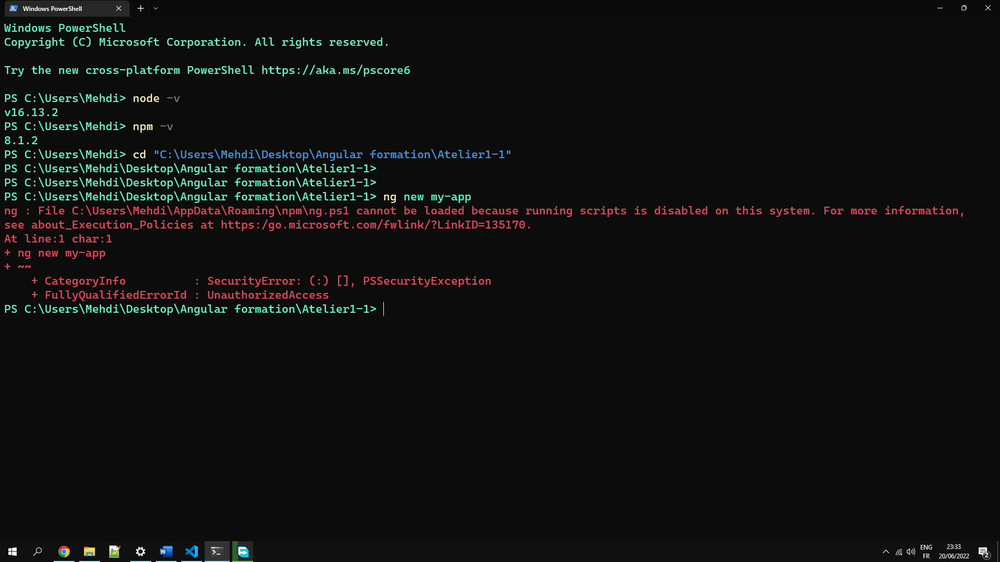 Windows PowerShell
Windows PowerShell
Copyright (C) Microsoft Corporation. All rights reserved.
Try the new cross-platform PowerShell https://aka.ms/pscore6
PS C:\Users\Mehdi> node -v
v16.13.2
PS C:\Users\Mehdi> npm -v
8.1.2
PS C:\Users\Mehdi> cd "C:\Users\Mehdi\Desktop\Angular formation\Atelier1-1"
PS C:\Users\Mehdi\Desktop\Angular formation\Atelier1-1>
PS C:\Users\Mehdi\Desktop\Angular formation\Atelier1-1>
PS C:\Users\Mehdi\Desktop\Angular formation\Atelier1-1> ng new my-app
ng : File C:\Users\Mehdi\AppData\Roaming\npm\ng.ps1 cannot be loaded because running scripts is disabled on this system. For more information,
see about_Execution_Policies at https:/go.microsoft.com/fwlink/?LinkID=135170.
At line:1 char:1
+ ng new my-app
+ ~~
    + CategoryInfo          : SecurityError: (:) [], PSSecurityException
    + FullyQualifiedErrorId : UnauthorizedAccess
PS C:\Users\Mehdi\Desktop\Angular formation\Atelier1-1>
ENG
FR
23:33
20/06/2022
2